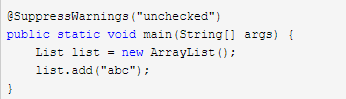 @SuppressWarnings("unchecked")
public static void main(String[] args) {
    List list = new ArrayList();
    list.add("abc");
}